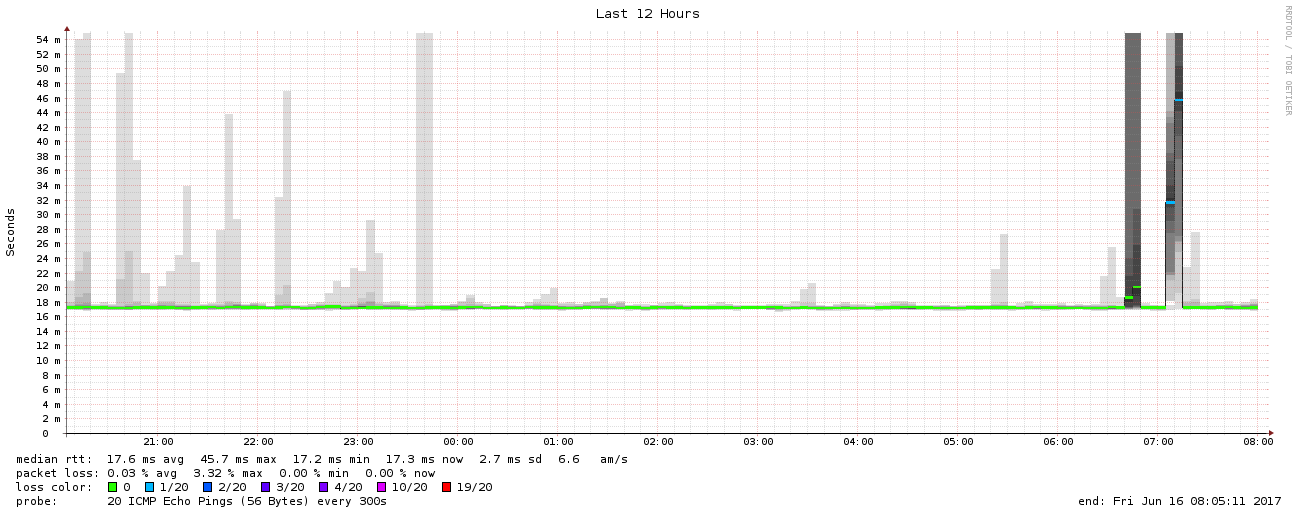 Last 12 Hours
RRDTOOL / TOBI OETIKER
Seconds
54 m
52 m
50 m
48 m
46 m
44 m
42 m
40 m
38 m
36 m
34 m
32 m
30 m
28 m
26 m
24 m
22 m
20 m
18 m
16 m
14 m
12 m
10 m
8 m
6 m
4 m
2 m
0
21:00 22:00 23:00 00:00 01:00 02:00 03:00 04:00 05:00 06:00 07:00 08:00
median rtt: 17.6 ms avg 45.7 ms max 17.2 ms min 17.3 ms now 2.7 ms sd 6.6 am/s
packet loss: 0.03 % avg 3.32 % max 0.00 % min 0.00 % now
loss color: 0 1/20 2/20 3/20 4/20 10/20 19/20
probe: 20 ICMP Echo Pings (56 Bytes) every 300s end: Fri Jun 16 08:05:11 2017